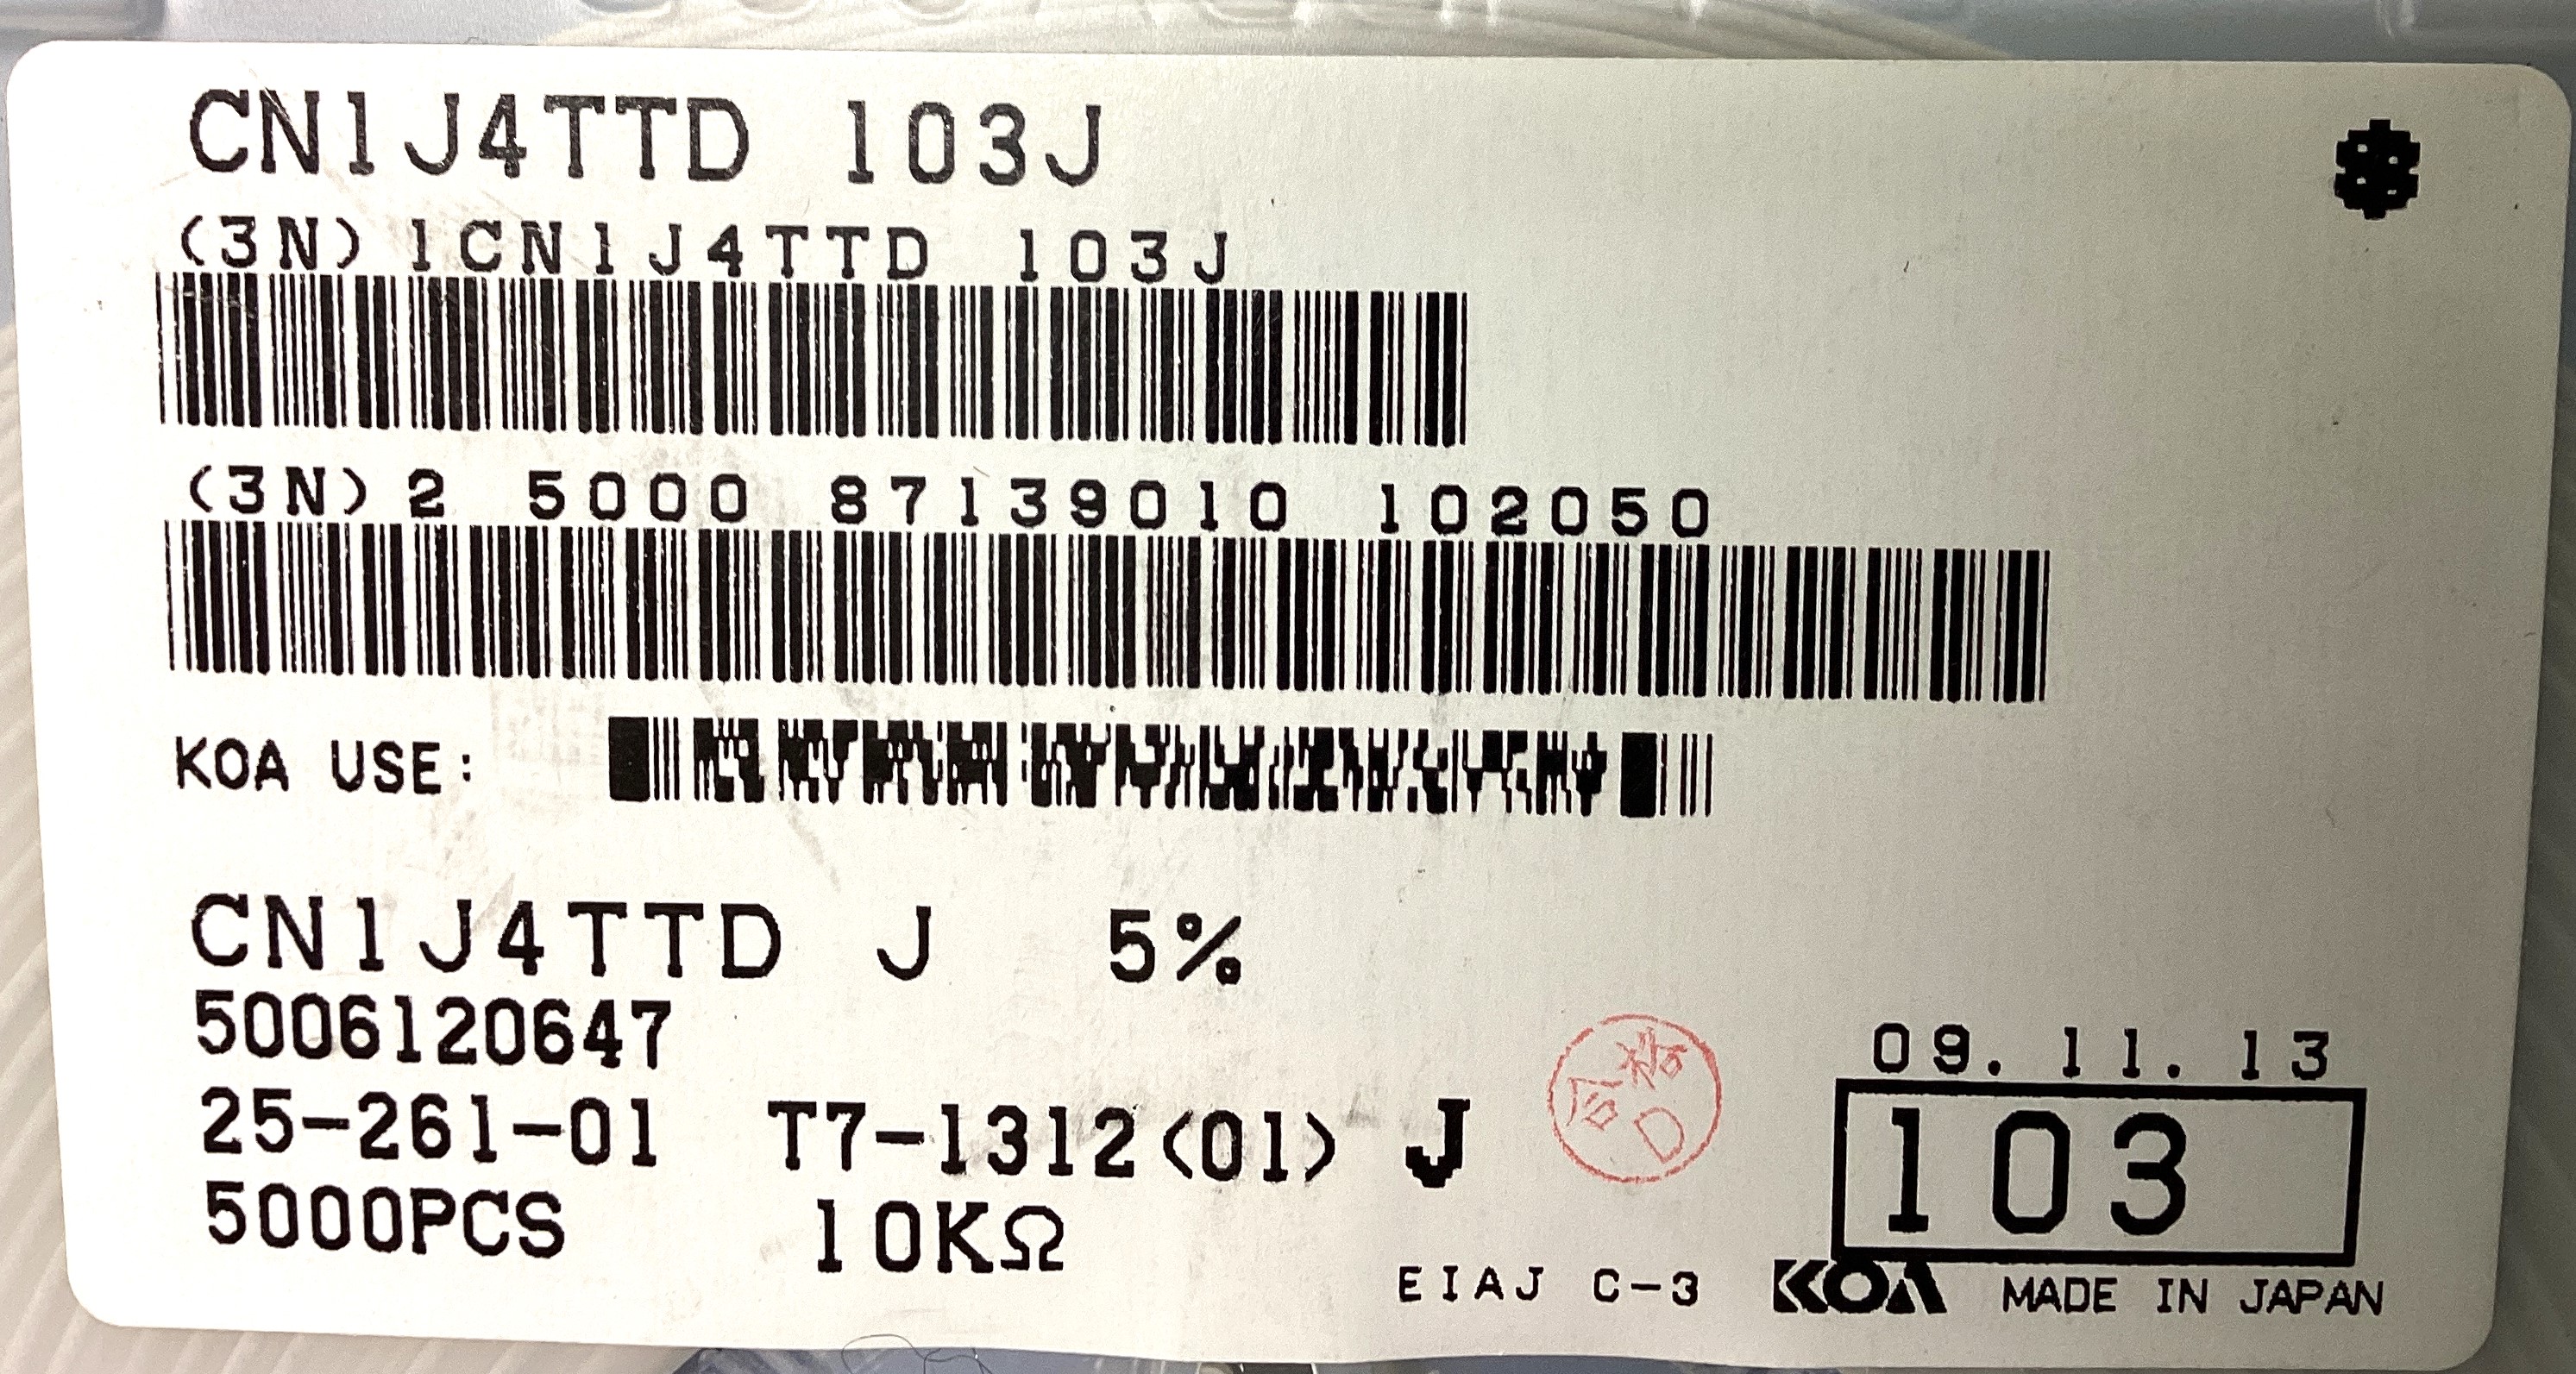 CN1J4TTD 103J
(3N)1CN1J4TTD 103J
(3N)2 5000 87139010 102050
KOA USE:
CN1J4TTD J 5%
5006120647
25-261-01 T7-1312(01) J
5000PCS 10KΩ
09.11.13
103
EIAJ C-3 KOA MADE IN JAPAN